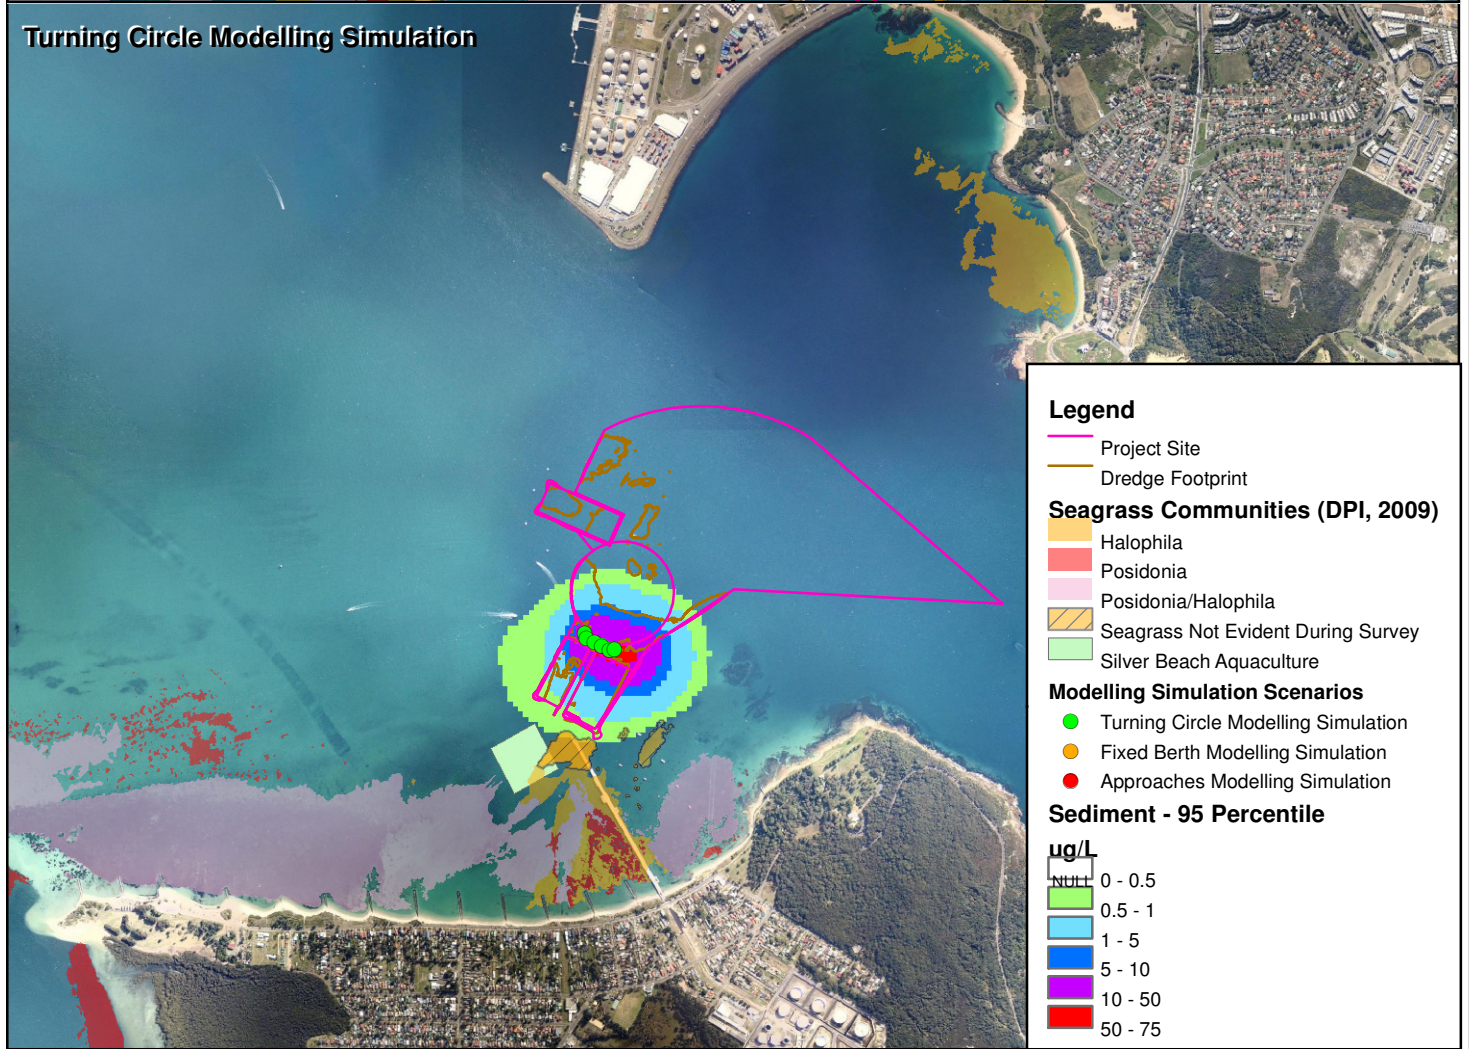 Turning Circle Modelling Simulation
Legend
Project Site
Dredge Footprint
Seagrass Communities (DPI, 2009)
Halophila
Posidonia
Posidonia/Halophila
Seagrass Not Evident During Survey
Silver Beach Aquaculture
Modelling Simulation Scenarios
Turning Circle Modelling Simulation
Fixed Berth Modelling Simulation
Approaches Modelling Simulation
Sediment - 95 Percentile
ug/L
NULL 0 - 0.5
0.5 - 1
1 - 5
5 - 10
10 - 50
50 - 75